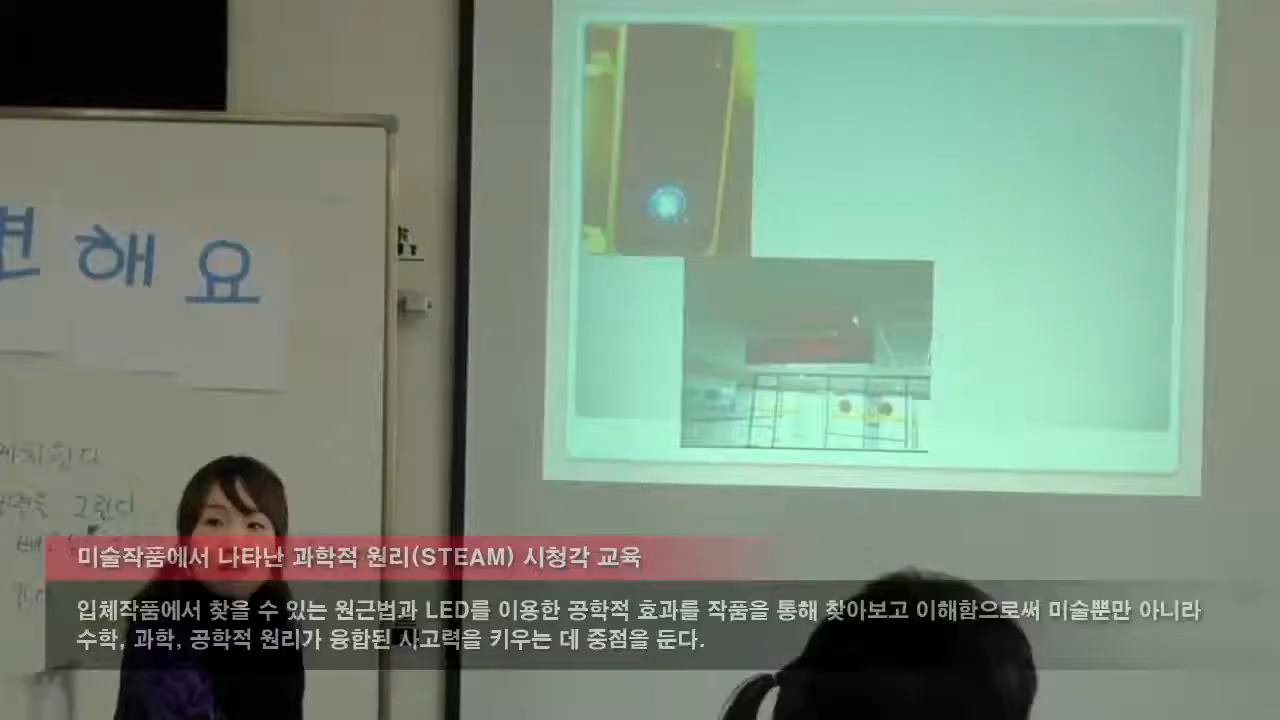 해요
그린다
미술작품에서 나타난 과학적 원리(STEAM) 시청각 교육
입체작품에서 찾을 수 있는 원근법과 LED를 이용한 공학적 효과를 작품을 통해 찾아보고 이해함으로써 미술뿐만 아니라
수학, 과학, 공학적 원리가 융합된 사고력을 키우는 데 중점을 둔다.